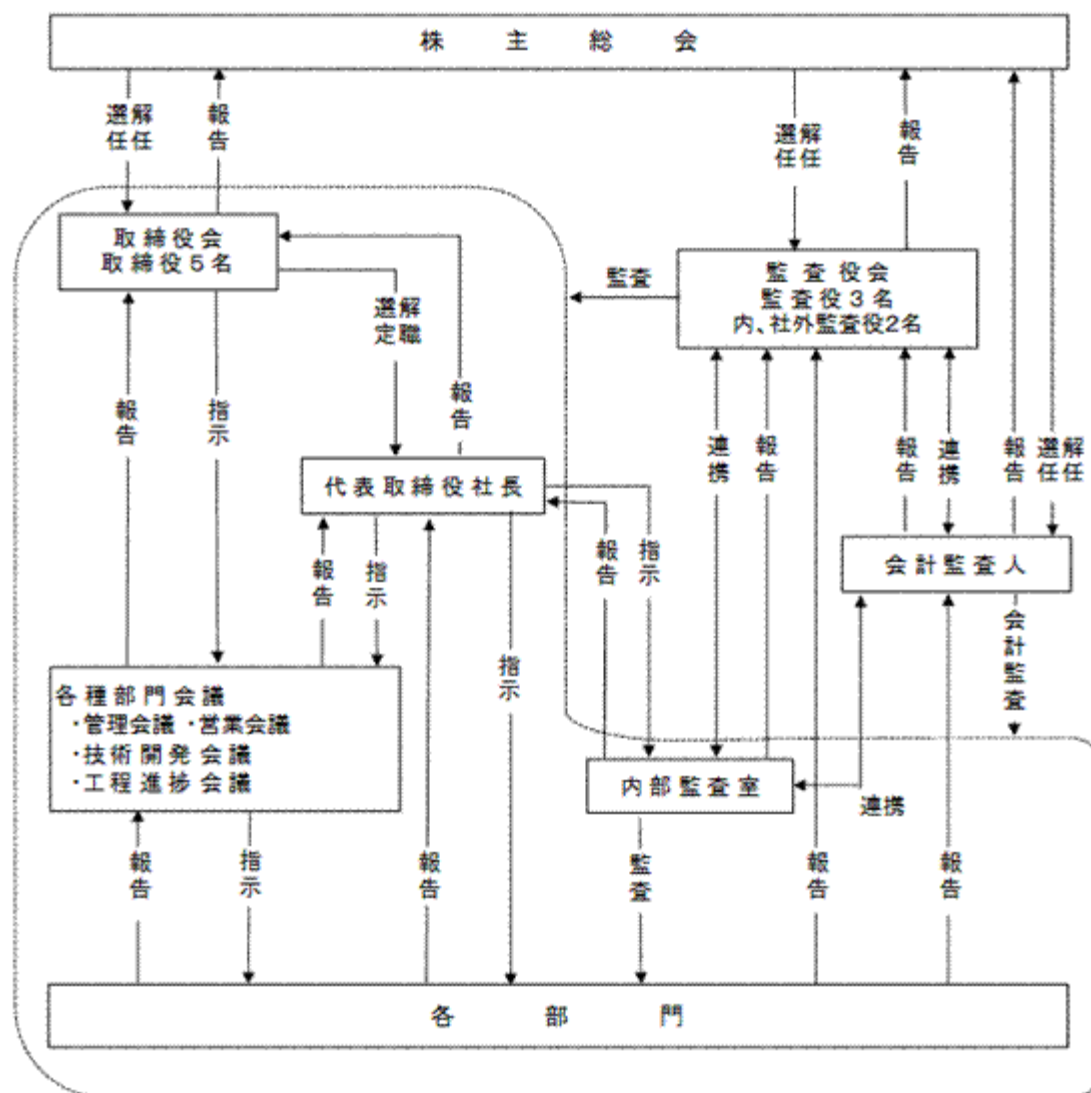 株主総会
選任
解任
報告
選任
解任
報告
取締役会
取締役5名
監査役会
監査役3名
内、社外監査役2名
監査
選定
解職
報告
報告
指示
連携
報告
報告
連携
報告
選任
解任
代表取締役社長
報告
指示
報告
指示
会計監査人
会計監査
指示
各種部門会議
・管理会議 ・営業会議
・技術開発会議
・工程進捗会議
内部監査室
連携
報告
指示
報告
監査
報告
報告
各部門